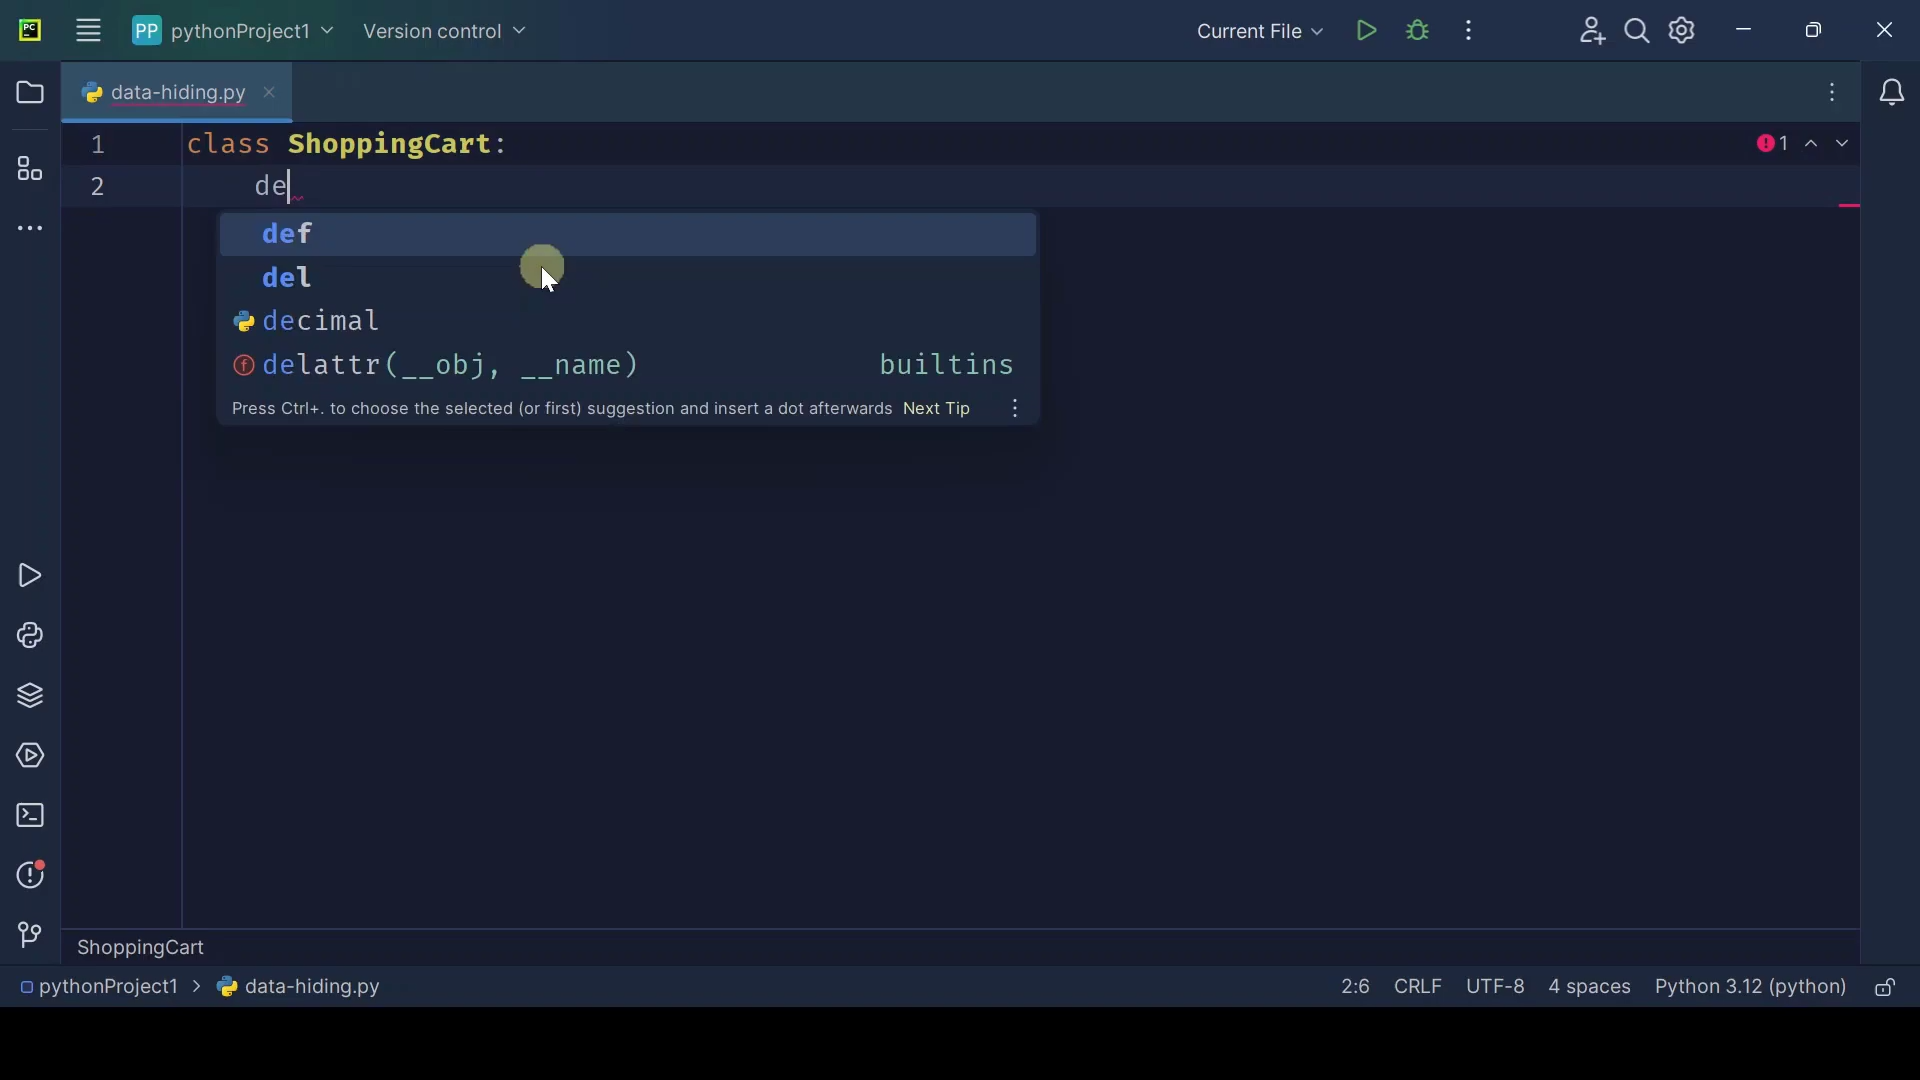 PC
PP pythonProject1 Version control Current File
data-hiding.py
1 class ShoppingCart: 1
2 de
def
del
decimal
delattr(__obj, __name) builtins
Press Ctrl+. to choose the selected (or first) suggestion and insert a dot afterwards Next Tip
ShoppingCart
pythonProject1 > data-hiding.py 2:6 CRLF UTF-8 4 spaces Python 3.12 (python)